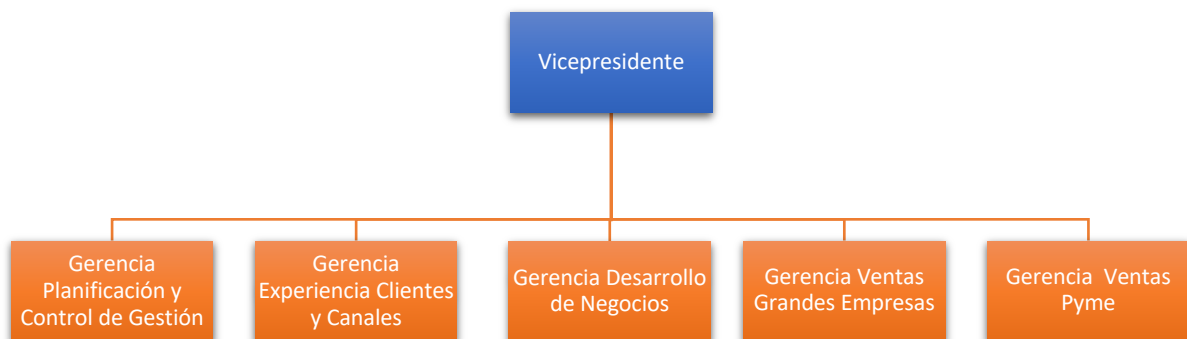 Vicepresidente
Gerencia
Planificación y
Control de Gestión
Gerencia
Experiencia Clientes
y Canales
Gerencia Desarrollo
de Negocios
Gerencia Ventas
Grandes Empresas
Gerencia  Ventas
Pyme